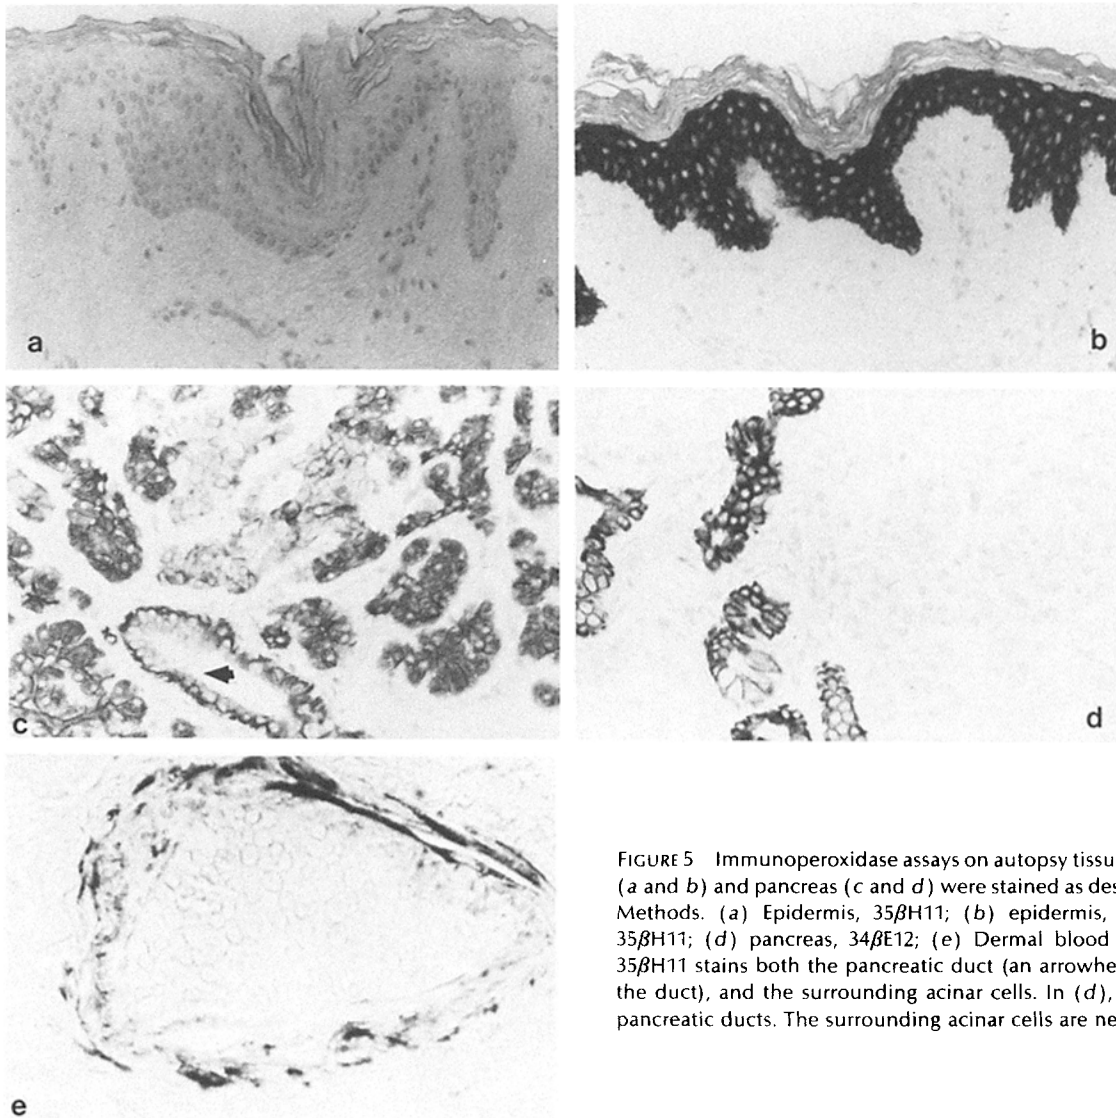 a
b
c
d
e
FIGURE 5 Immunoperoxidase assays on autopsy tissu
(a and b) and pancreas (c and d) were stained as des
Methods. (a) Epidermis, 35βH11; (b) epidermis,
35βH11; (d) pancreas, 34βE12; (e) Dermal blood
35βH11 stains both the pancreatic duct (an arrowhe
the duct), and the surrounding acinar cells. In (d),
pancreatic ducts. The surrounding acinar cells are ne